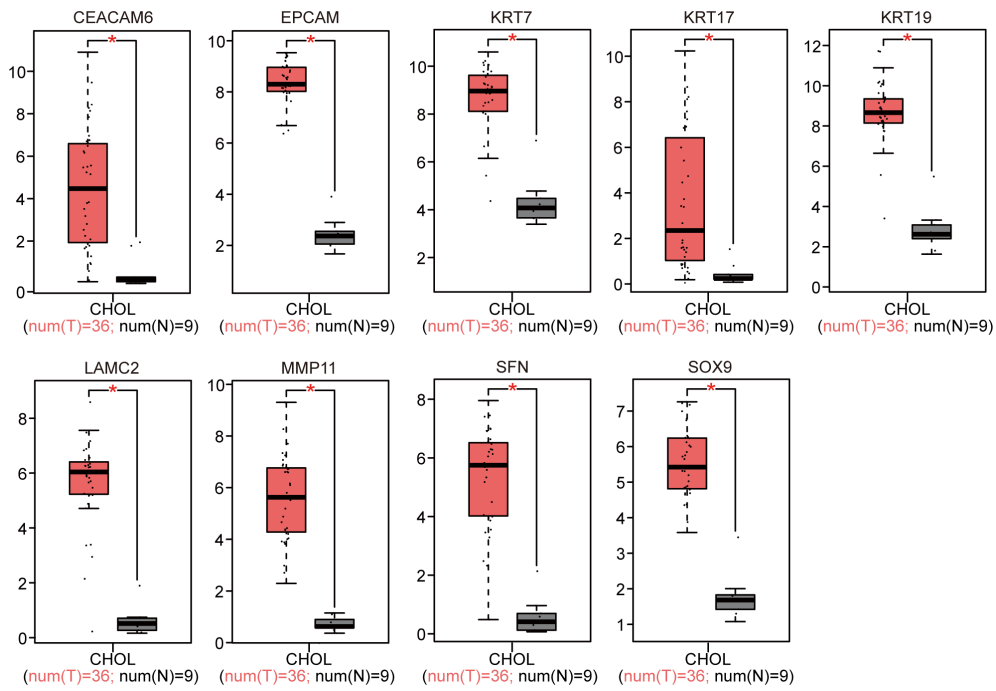 CEACAM6
*
10
8
6
4
2
0
CHOL
(num(T)=36; num(N)=9)
EPCAM
*
10
8
6
4
2
CHOL
(num(T)=36; num(N)=9)
KRT7
*
10
8
6
4
2
CHOL
(num(T)=36; num(N)=9)
KRT17
*
10
8
6
4
2
0
CHOL
(num(T)=36; num(N)=9)
KRT19
*
12
10
8
6
4
2
0
CHOL
(num(T)=36; num(N)=9)
LAMC2
*
8
6
4
2
0
CHOL
(num(T)=36; num(N)=9)
MMP11
*
10
8
6
4
2
0
CHOL
(num(T)=36; num(N)=9)
SFN
*
8
6
4
2
0
CHOL
(num(T)=36; num(N)=9)
SOX9
*
7
6
5
4
3
2
1
CHOL
(num(T)=36; num(N)=9)